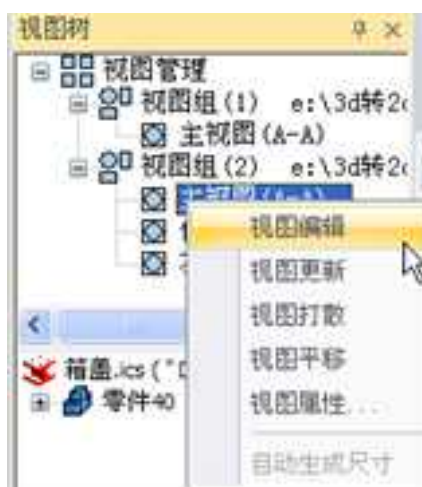 视图树
视图管理
视图组(1) e:\3d转2
主视图(A-A)
视图组(2) e:\3d转2
主视图(A-A)
视图编辑
视图更新
视图打散
视图平移
箱盖.ics("D
零件40
视图属性...
自动生成尺寸